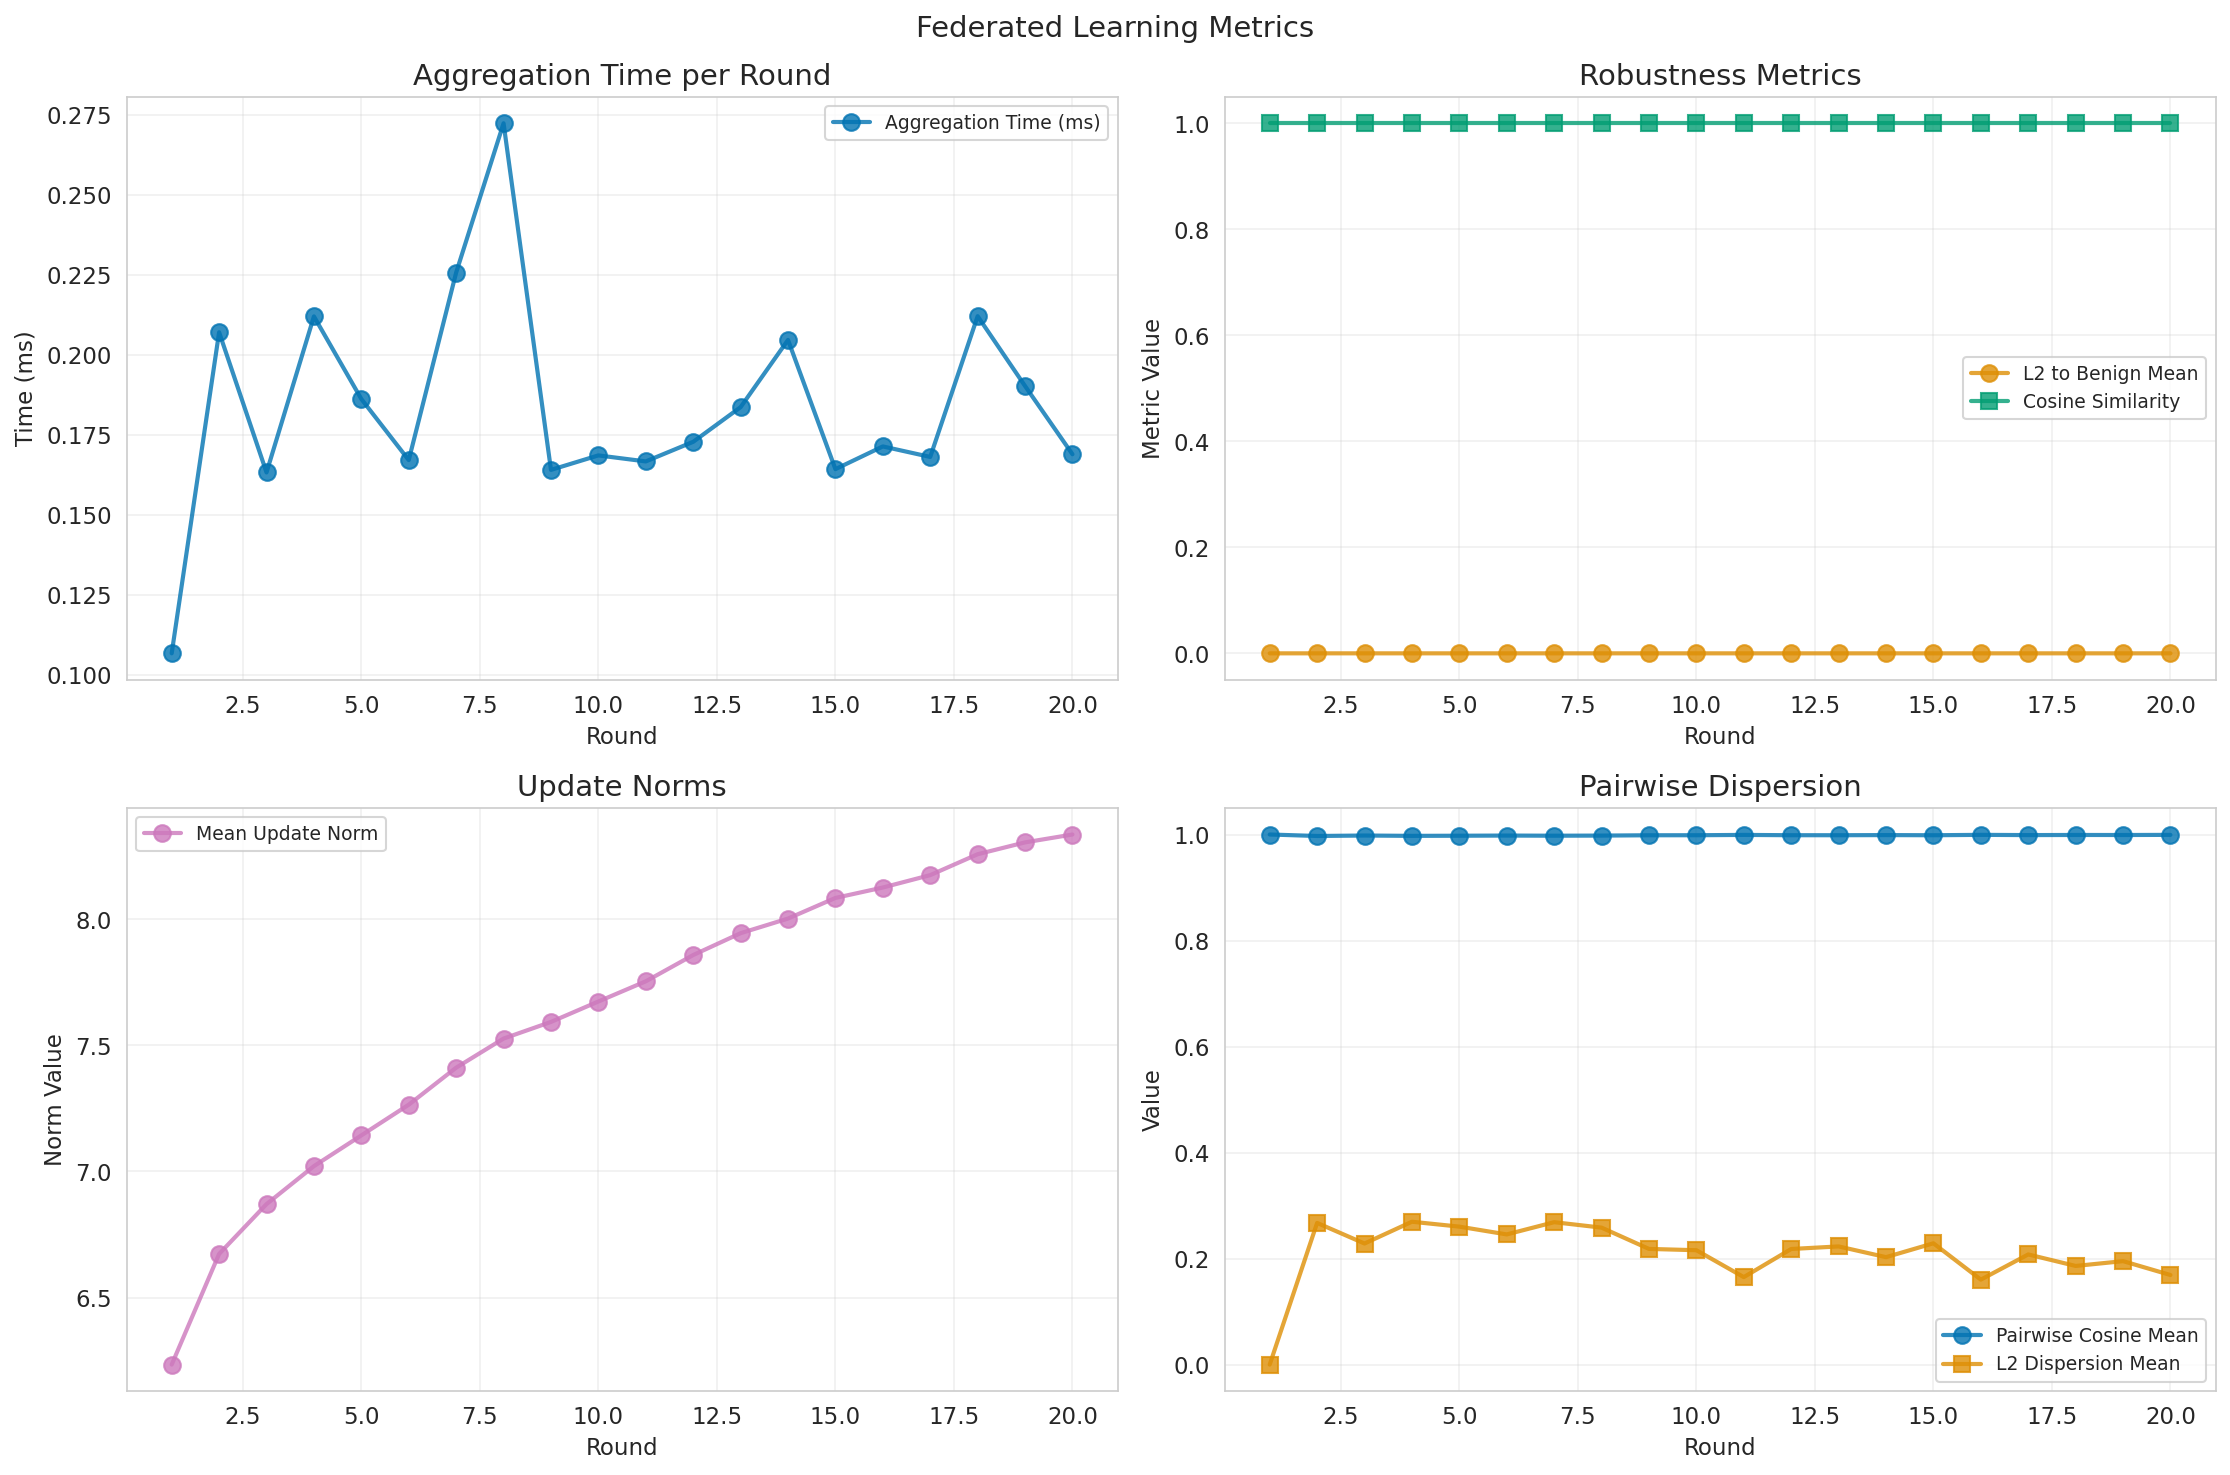 Federated Learning Metrics
Aggregation Time per Round
Aggregation Time (ms)
Time (ms)
0.275
0.250
0.225
0.200
0.175
0.150
0.125
0.100
2.5 5.0 7.5 10.0 12.5 15.0 17.5 20.0
Round
Robustness Metrics
L2 to Benign Mean
Cosine Similarity
Metric Value
1.0
0.8
0.6
0.4
0.2
0.0
2.5 5.0 7.5 10.0 12.5 15.0 17.5 20.0
Round
Update Norms
Mean Update Norm
Norm Value
8.0
7.5
7.0
6.5
2.5 5.0 7.5 10.0 12.5 15.0 17.5 20.0
Round
Pairwise Dispersion
Value
1.0
0.8
0.6
0.4
0.2
0.0
Pairwise Cosine Mean
L2 Dispersion Mean
2.5 5.0 7.5 10.0 12.5 15.0 17.5 20.0
Round